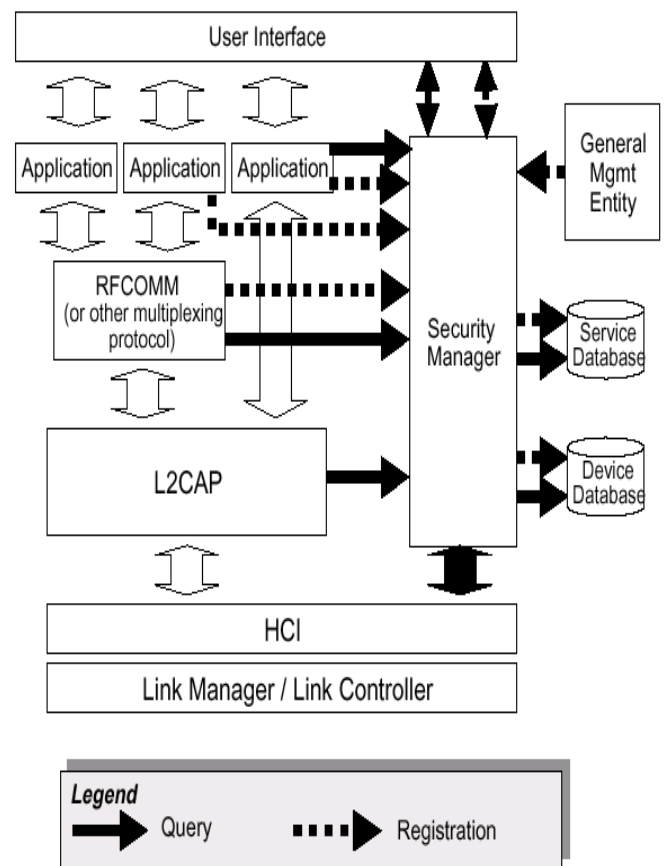 User Interface
Application
Application
Application
General
Mgmt
Entity
RFCOMM
(or other multiplexing
protocol)
Security
Manager
Service
Database
L2CAP
Device
Database
HCI
Link Manager / Link Controller
Legend
Query
Registration